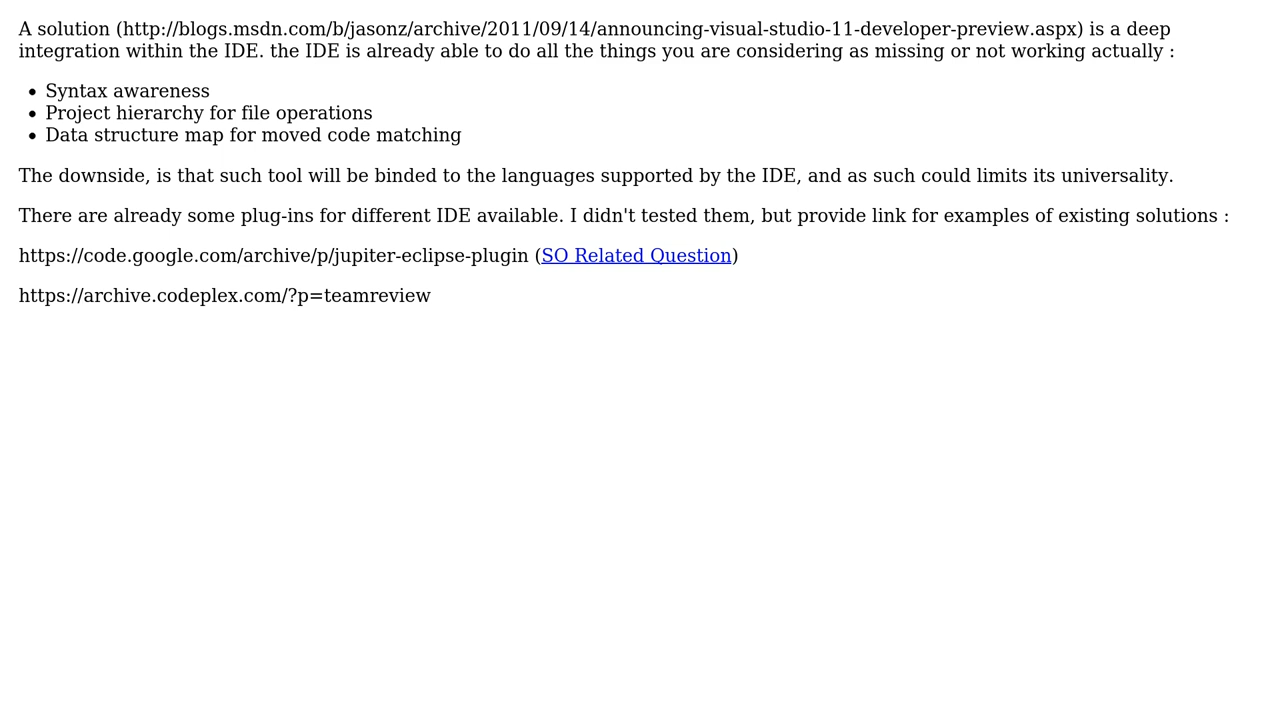 A solution (http://blogs.msdn.com/b/jasonz/archive/2011/09/14/announcing-visual-studio-11-developer-preview.aspx) is a deep
integration within the IDE. the IDE is already able to do all the things you are considering as missing or not working actually :
• Syntax awareness
• Project hierarchy for file operations
• Data structure map for moved code matching
The downside, is that such tool will be binded to the languages supported by the IDE, and as such could limits its universality.
There are already some plug-ins for different IDE available. I didn't tested them, but provide link for examples of existing solutions :
https://code.google.com/archive/p/jupiter-eclipse-plugin (SO Related Question)
https://archive.codeplex.com/?p=teamreview